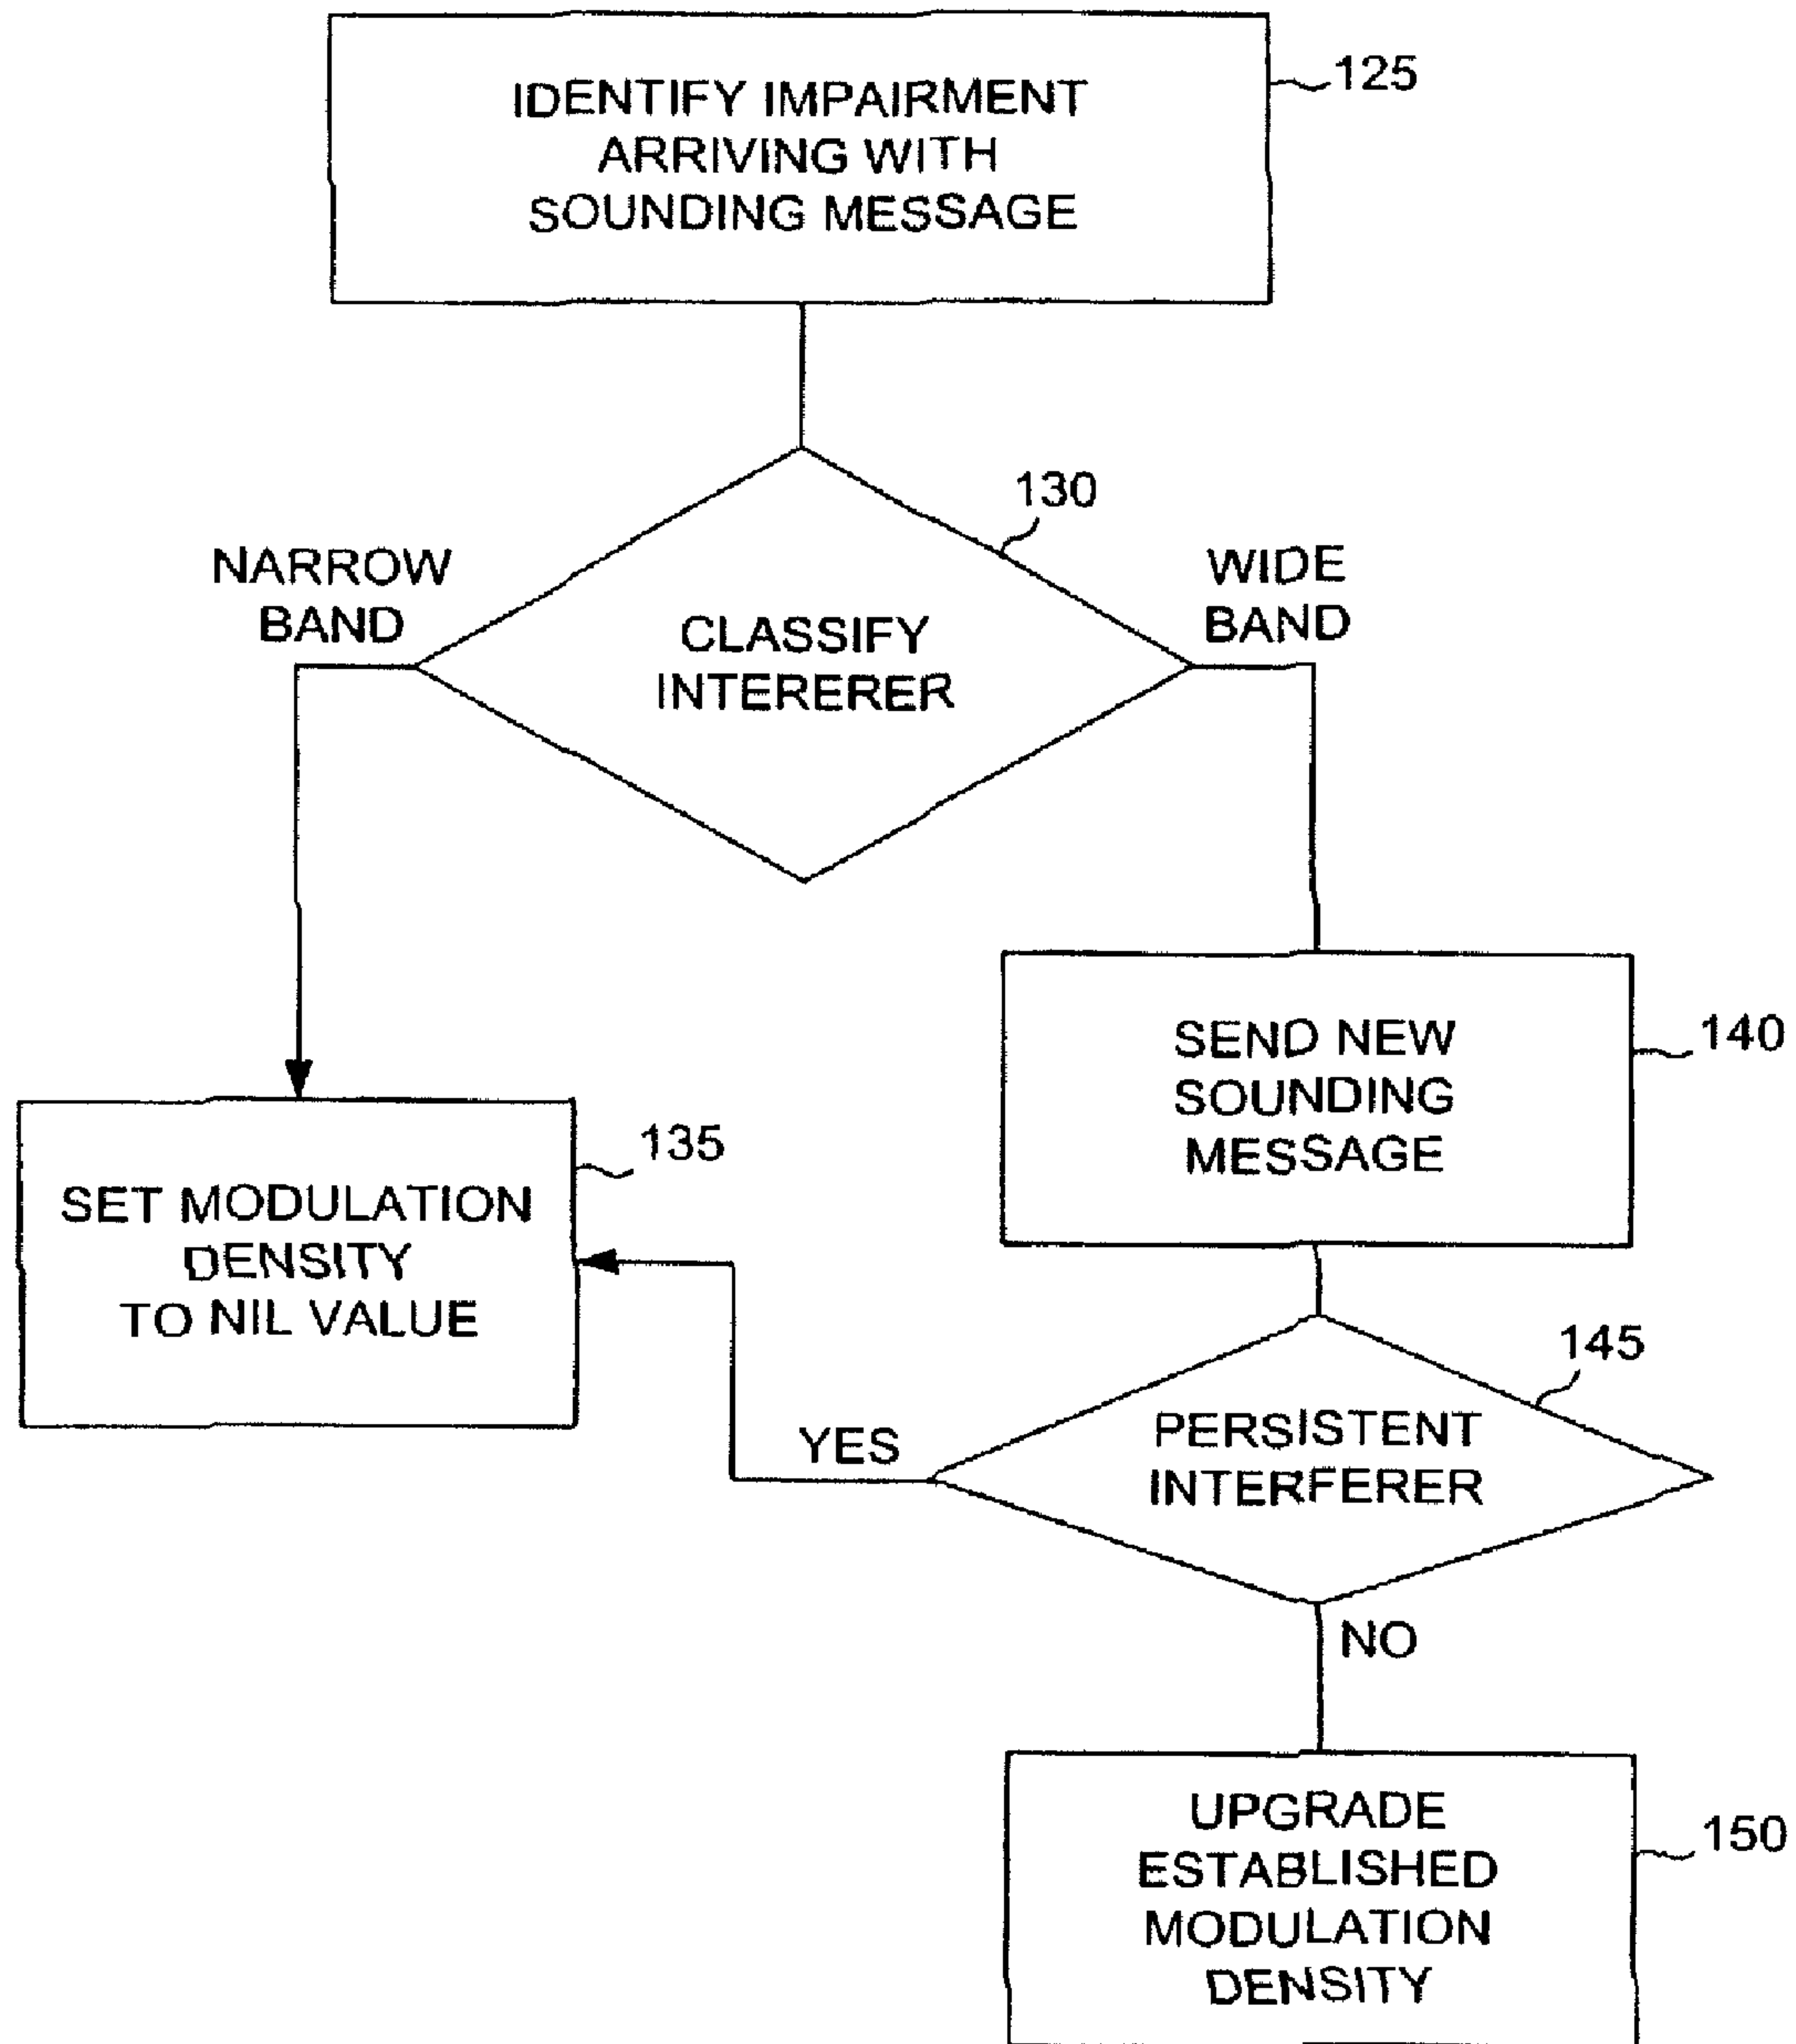 IDENTIFY IMPAIRMENT
ARRIVING WITH
SOUNDING MESSAGE
125
130
NARROW
BAND
WIDE
BAND
CLASSIFY
INTERERER
SEND NEW
SOUNDING
MESSAGE
140
135
SET MODULATION
DENSITY
TO NIL VALUE
145
YES
PERSISTENT
INTERFERER
NO
UPGRADE
ESTABLISHED
MODULATION
DENSITY
150